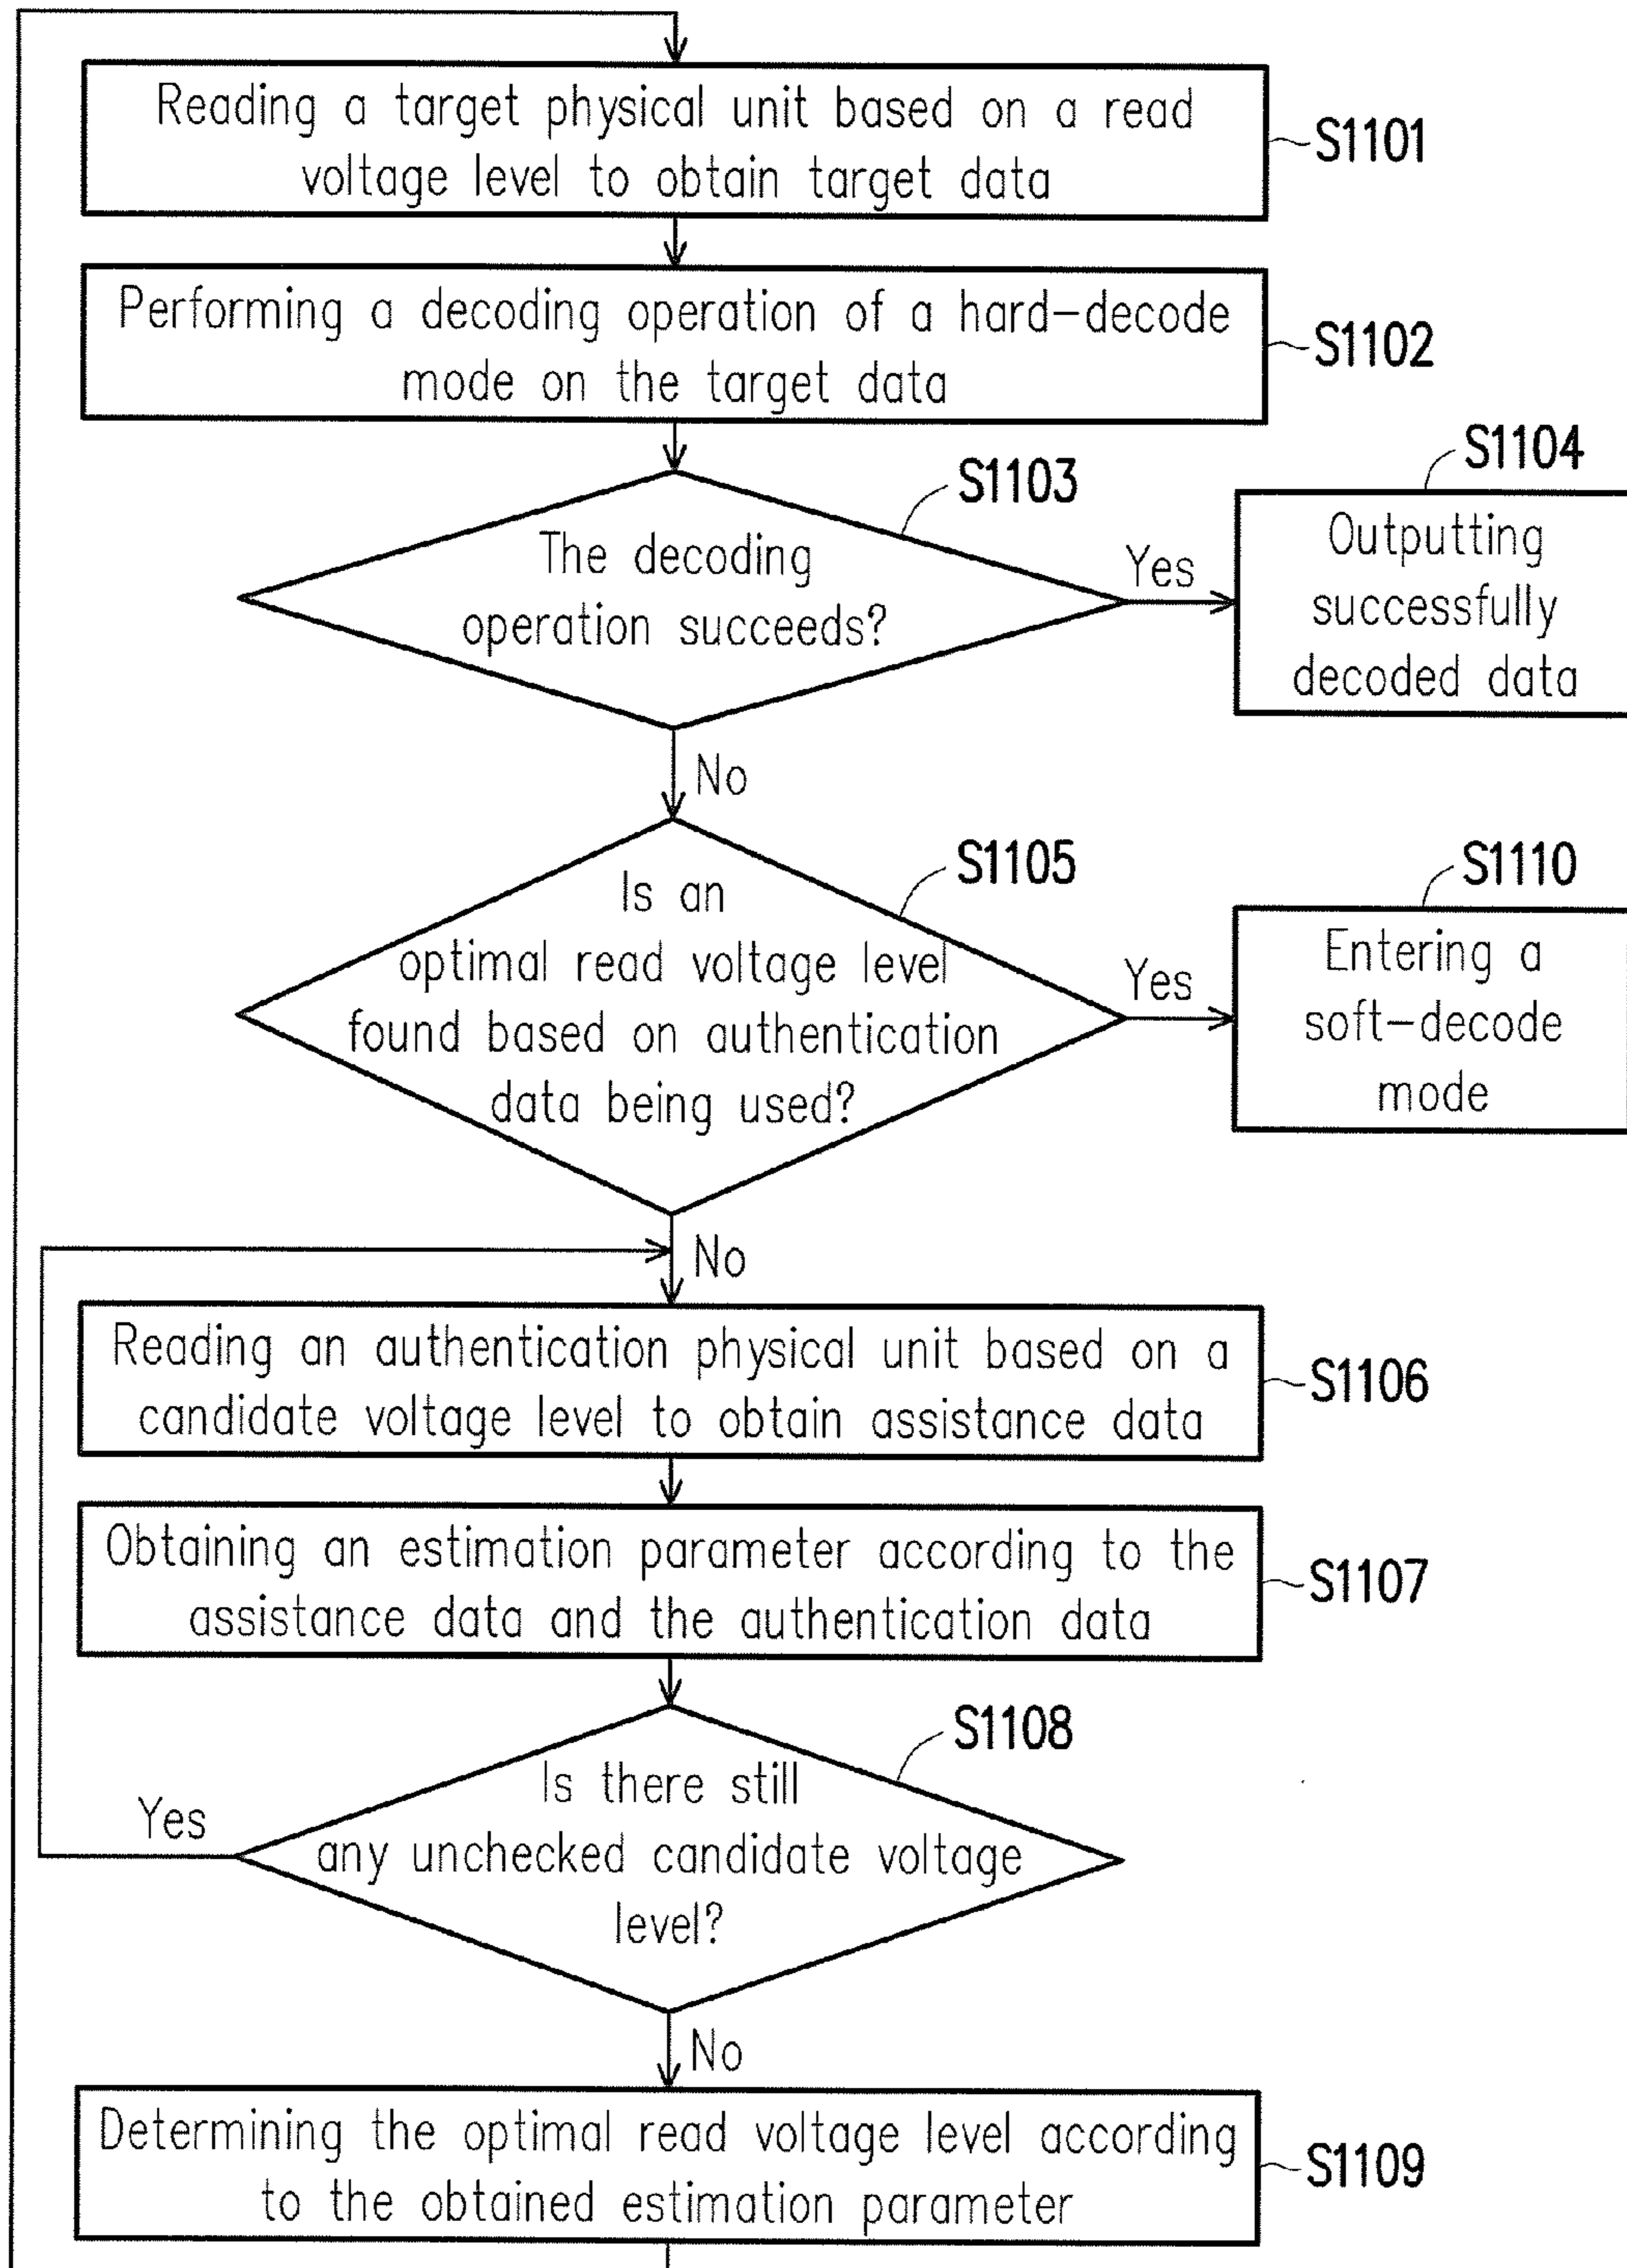 Reading a target physical unit based on a read
voltage level to obtain target data
S1101
Performing a decoding operation of a hard-decode
mode on the target data
S1102
The decoding
operation succeeds?
S1103
Yes
S1104
Outputting
successfully
decoded data
No
Is an
optimal read voltage level
found based on authentication
data being used?
S1105
Yes
S1110
Entering a
soft-decode
mode
No
Reading an authentication physical unit based on a
candidate voltage level to obtain assistance data
S1106
Obtaining an estimation parameter according to the
assistance data and the authentication data
S1107
Is there still
any unchecked candidate voltage
level?
S1108
Yes
No
Determining the optimal read voltage level according
to the obtained estimation parameter
S1109